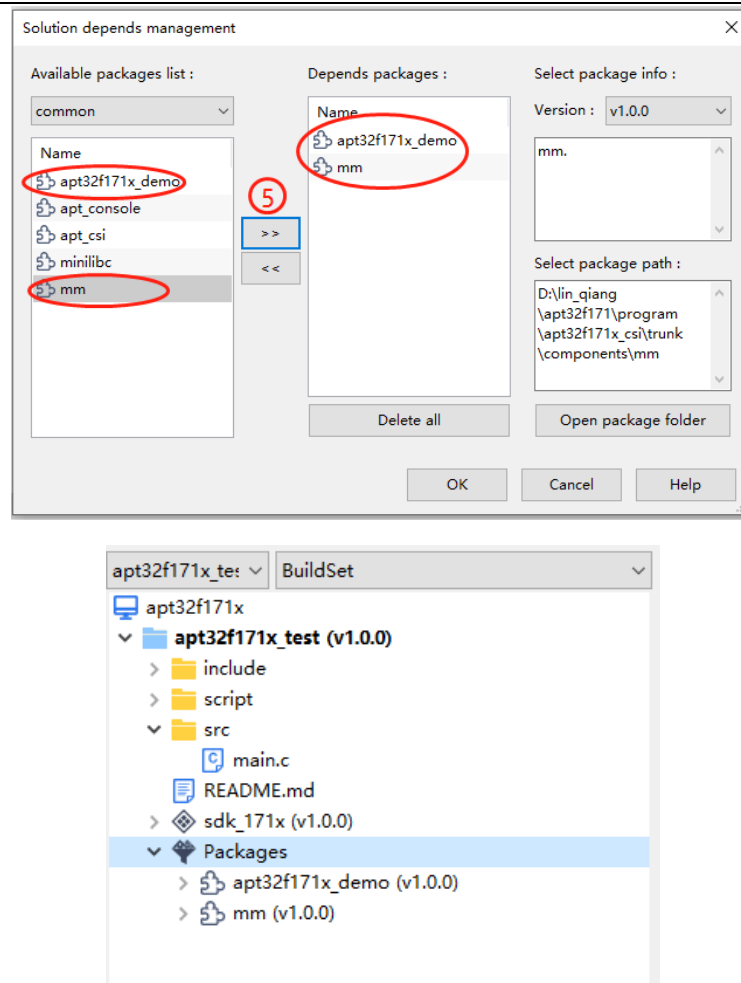 Solution depends management
Available packages list :
Depends packages :
Select package info :
common
Name
Version :
v1.0.0
Name
apt32f171x_demo
mm.
apt32f171x_demo
mm
apt_console
5
apt_csi
>>
minilibc
<<
Select package path :
mm
D:\lin_qiang
\apt32f171\program
\apt32f171x_csi\trunk
\components\mm
Delete all
Open package folder
OK
Cancel
Help
apt32f171x_tes
BuildSet
apt32f171x
apt32f171x_test (v1.0.0)
include
script
src
main.c
README.md
sdk_171x (v1.0.0)
Packages
apt32f171x_demo (v1.0.0)
mm (v1.0.0)